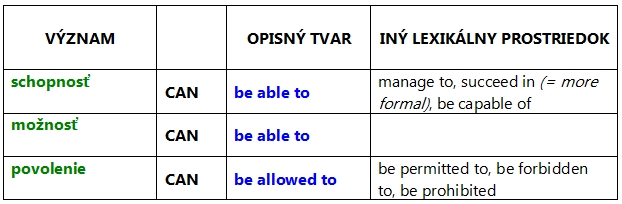 VÝZNAM OPISNÝ TVAR INÝ LEXIKÁLNY PROSTRIEDOK
schopnosť CAN be able to manage to, succeed in (= more
formal), be capable of
možnosť CAN be able to
povolenie CAN be allowed to be permitted to, be forbidden
to, be prohibited